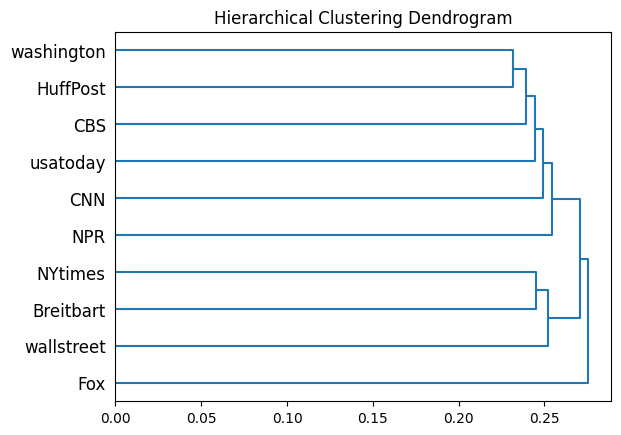 Hierarchical Clustering Dendrogram
washington
HuffPost
CBS
usatoday
CNN
NPR
NYtimes
Breitbart
wallstreet
Fox
0.00 0.05 0.10 0.15 0.20 0.25